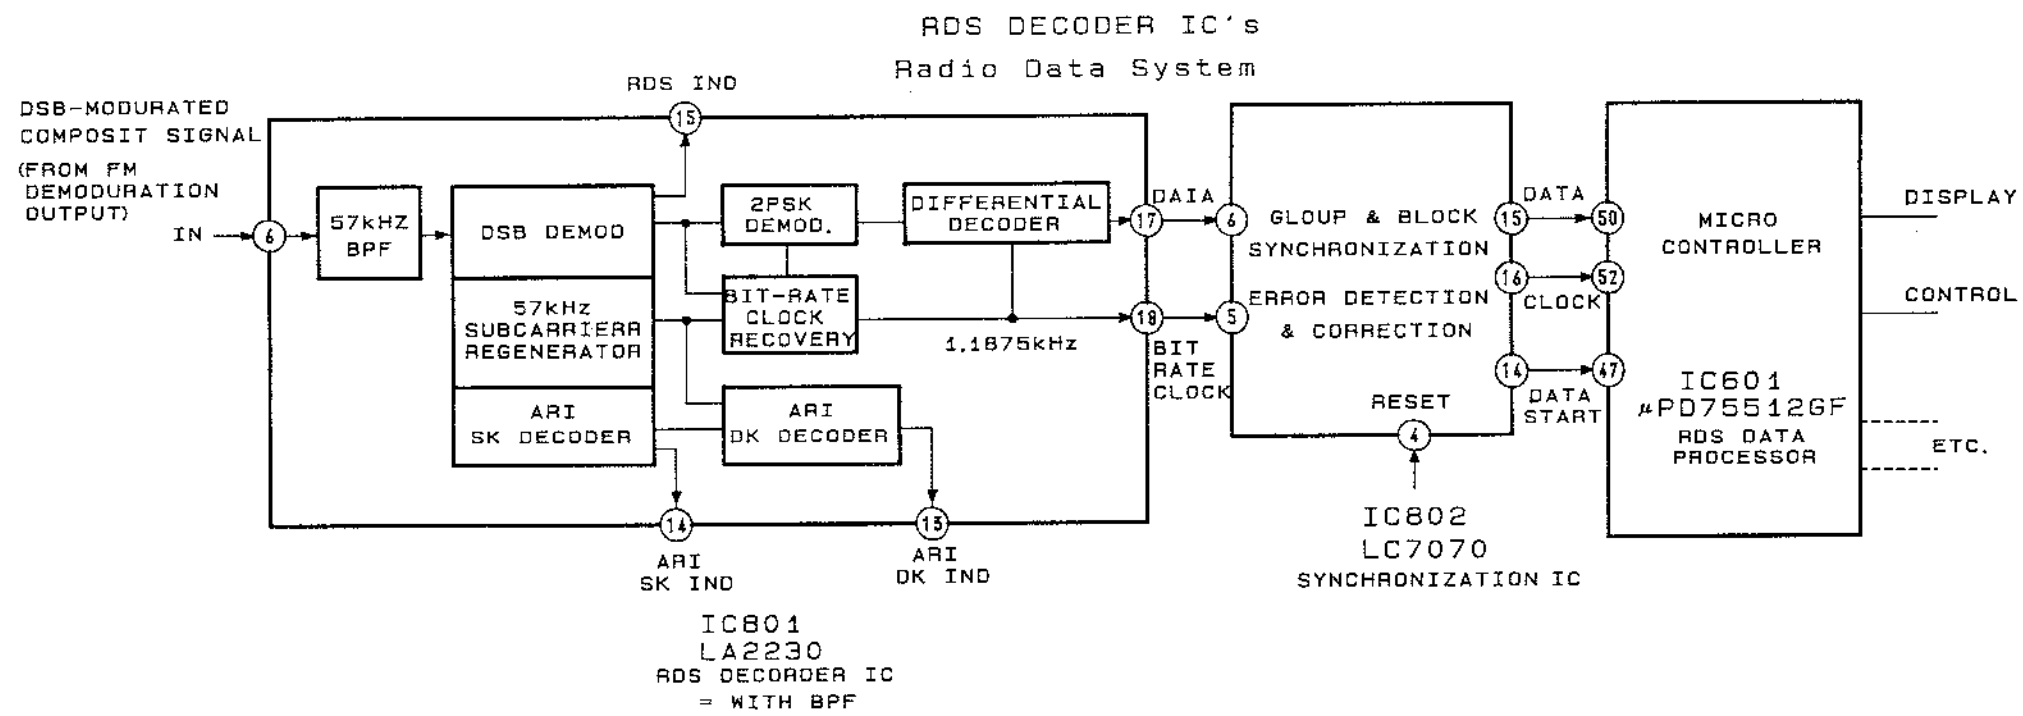 RDS DECODER IC's
Radio Data System
RDS IND
DSB-MODURATED
COMPOSIT SIGNAL
(FROM FM
DEMODURATION
OUTPUT)
IN
6
57kHZ
BPF
15
DSB DEMOD
57kHz
SUBCARRIERR
REGENERATOR
ARI
SK DECODER
2PSK
DEMOD.
BIT-RATE
CLOCK
RECOVERY
ARI
DK DECODER
DIFFERENTIAL
DECODER
1,1875kHz
14
ARI
SK IND
13
ARI
DK IND
17
DAIA
18
BIT
RATE
CLOCK
IC801
LA2230
RDS DECORDER IC
= WITH BPF
6
5
GLOUP & BLOCK
SYNCHRONIZATION
ERROR DETECTION
& CORRECTION
RESET
4
IC802
LC7070
SYNCHRONIZATION IC
15
DATA
50
16
CLOCK
52
14
DATA
START
47
MICRO
CONTROLLER
IC601
μPD75512GF
RDS DATA
PROCESSOR
DISPLAY
CONTROL
ETC.